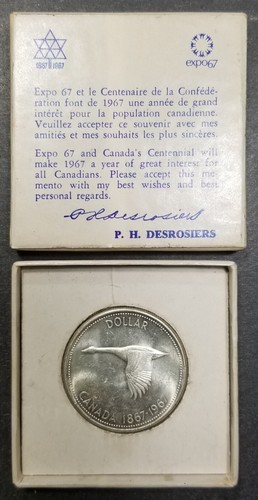 1867 1967
expo67
Expo 67 et le Centenaire de la Confédé-
ration font de 1967 une année de grand
intérêt pour la population canadienne.
Veuillez accepter ce souvenir avec mes
amitiés et mes souhaits les plus sincères.
Expo 67 and Canada's Centennial will
make 1967 a year of great interest for
all Canadians. Please accept this me-
mento with my best wishes and best
personal regards.
P H Desrosiers
P. H. DESROSIERS
DOLLAR
CANADA 1867-1967